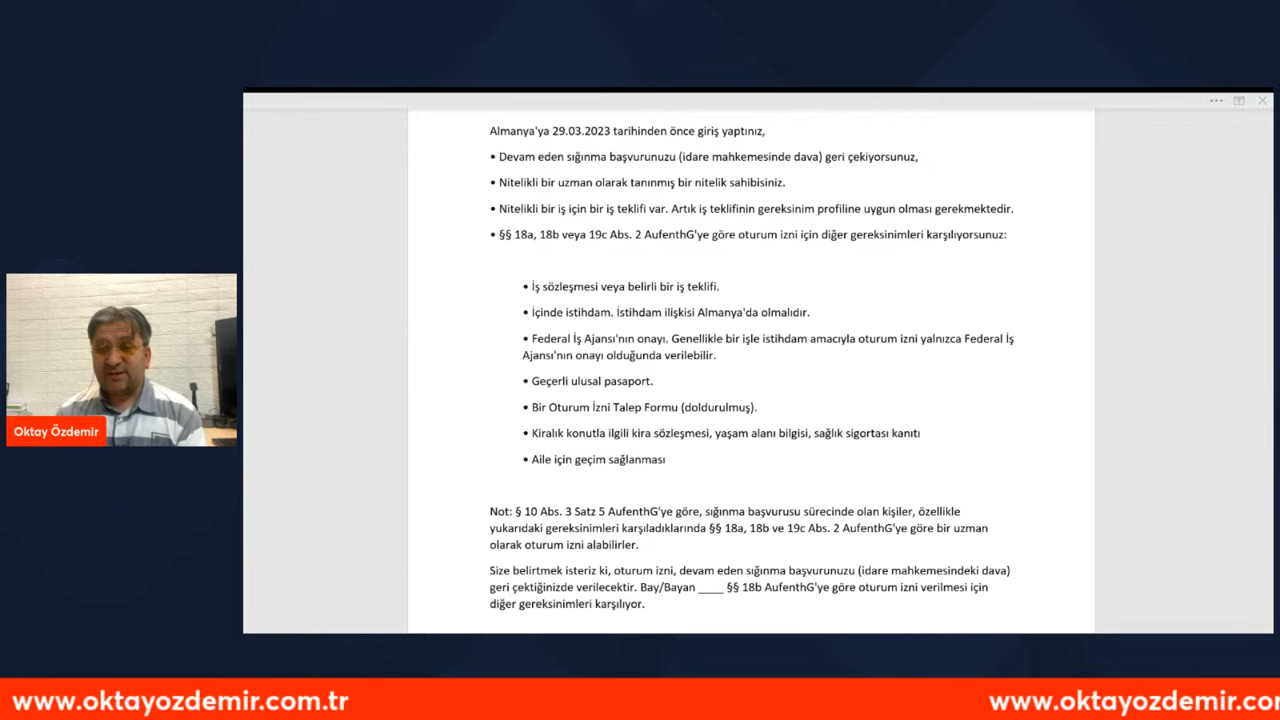 Almanya'ya 29.03.2023 tarihinden önce giriş yaptınız,
• Devam eden sığınma başvurunuzu (idare mahkemesinde dava) geri çekiyorsunuz,
• Nitelikli bir uzman olarak tanınmış bir nitelik sahibisiniz.
• Nitelikli bir iş için bir iş teklifi var. Artık iş teklifinin gereksinim profiline uygun olması gerekmektedir.
• §§ 18a, 18b veya 19c Abs. 2 AufenthG'ye göre oturum izni için diğer gereksinimleri karşılıyorsunuz:
• İş sözleşmesi veya belirli bir iş teklifi.
• İçinde istihdam. İstihdam ilişkisi Almanya'da olmalıdır.
• Federal İş Ajansı'nın onayı. Genellikle bir işle istihdam amacıyla oturum izni yalnızca Federal İş
Ajansı'nın onayı olduğunda verilebilir.
• Geçerli ulusal pasaport.
• Bir Oturum İzni Talep Formu (doldurulmuş).
• Kiralık konutla ilgili kira sözleşmesi, yaşam alanı bilgisi, sağlık sigortası kanıtı
• Aile için geçim sağlanması
Not: § 10 Abs. 3 Satz 5 AufenthG'ye göre, sığınma başvurusu sürecinde olan kişiler, özellikle
yukarıdaki gereksinimleri karşıladıklarında §§ 18a, 18b ve 19c Abs. 2 AufenthG'ye göre bir uzman
olarak oturum izni alabilirler.
Size belirtmek isteriz ki, oturum izni, devam eden sığınma başvurunuzu (idare mahkemesindeki dava)
geri çektiğinizde verilecektir. Bay/Bayan ____ §§ 18b AufenthG'ye göre oturum izni verilmesi için
diğer gereksinimleri karşılıyor.
Oktay Özdemir
www.oktayozdemir.com.tr
www.oktayozdemir.cor